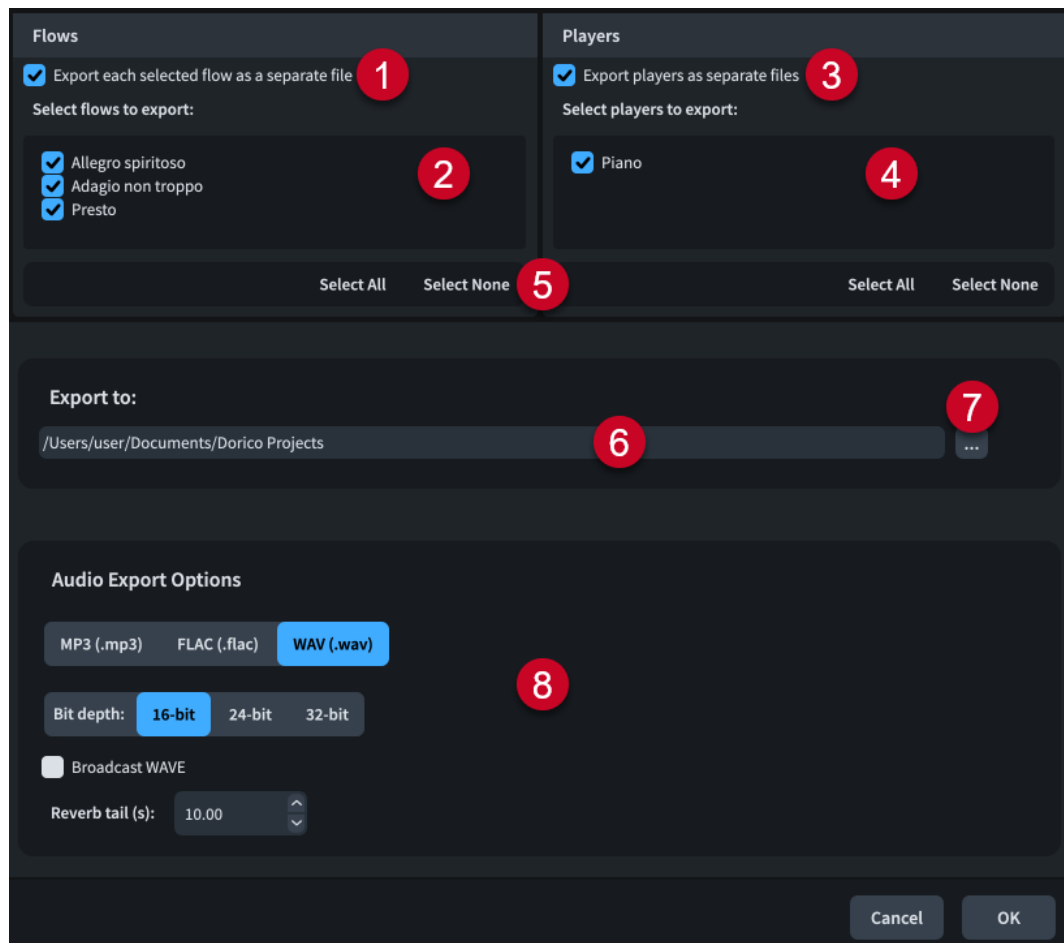 Flows
Export each selected flow as a separate file
1
Select flows to export:
Allegro spiritoso
Adagio non troppo
Presto
2
Select All Select None
5
Players
Export players as separate files
3
Select players to export:
Piano
4
Select All Select None
Export to:
/Users/user/Documents/Dorico Projects
6
7
...
Audio Export Options
MP3 (.mp3) FLAC (.flac) WAV (.wav)
Bit depth: 16-bit 24-bit 32-bit
8
Broadcast WAVE
Reverb tail (s): 10.00
Cancel OK